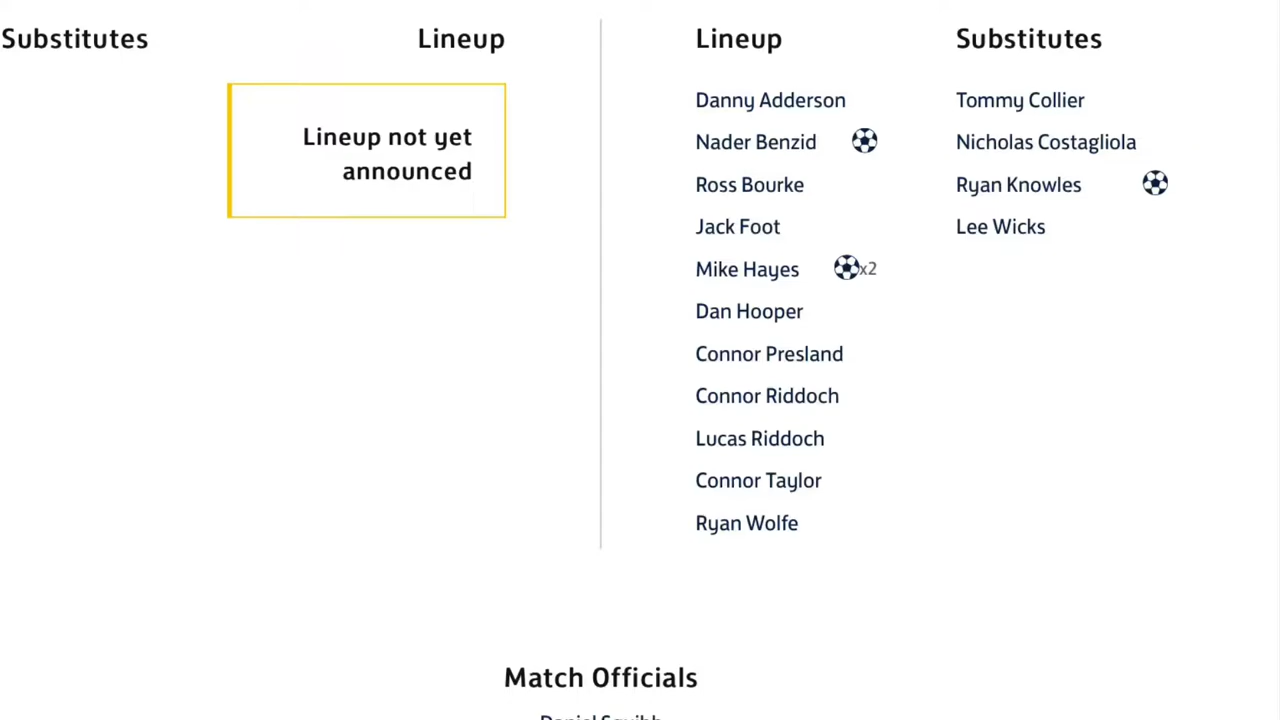 Substitutes
Lineup
Lineup not yet
announced
Lineup
Danny Adderson
Nader Benzid
Ross Bourke
Jack Foot
Mike Hayes x2
Dan Hooper
Connor Presland
Connor Riddoch
Lucas Riddoch
Connor Taylor
Ryan Wolfe
Substitutes
Tommy Collier
Nicholas Costagliola
Ryan Knowles
Lee Wicks
Match Officials